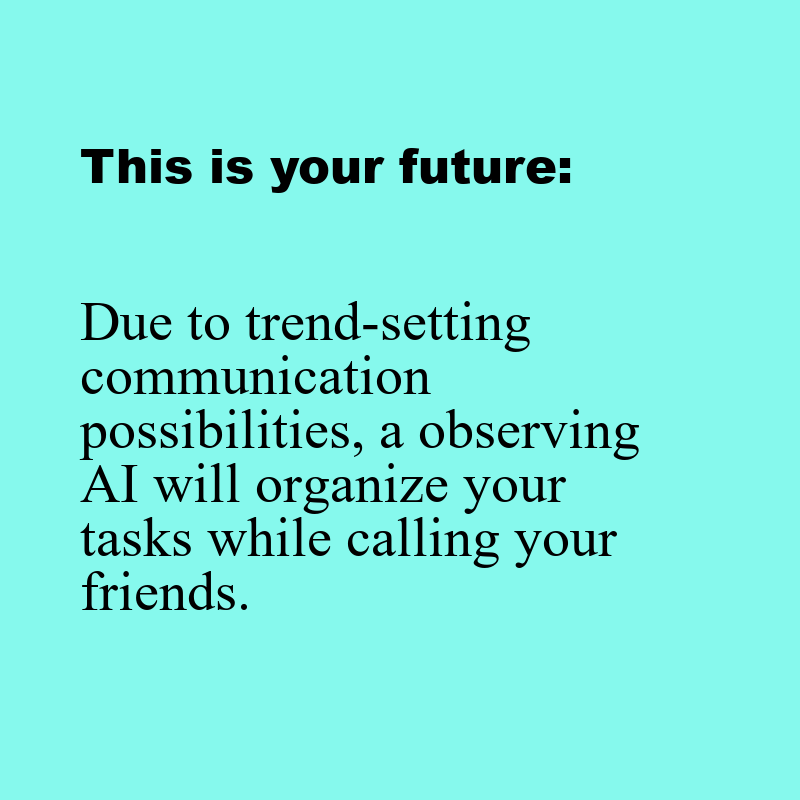 This is your future:
Due to trend-setting
communication
possibilities, a observing
AI will organize your
tasks while calling your
friends.